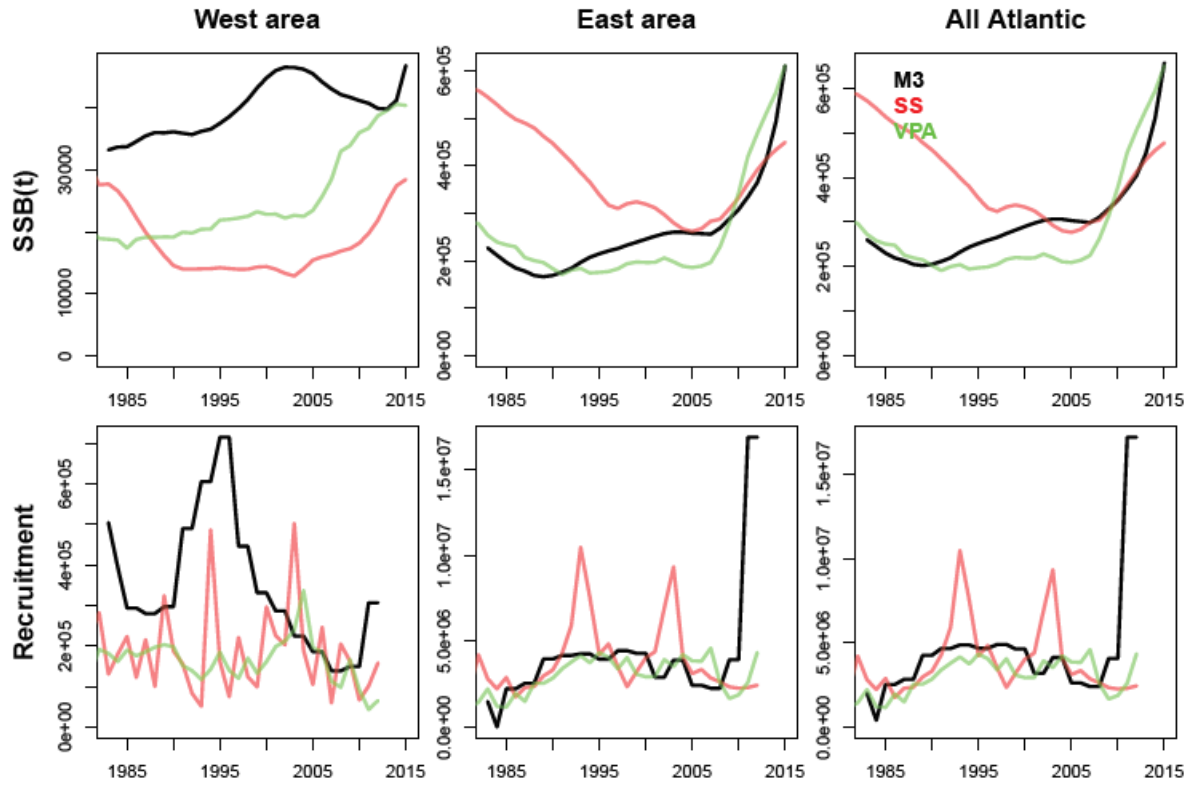 West area
East area
All Atlantic
SSB(t)
0
10000
30000
1985
1995
2005
2015
0e+00
2e+05
4e+05
6e+05
1985
1995
2005
2015
M3
SS
VPA
0e+00
2e+05
4e+05
6e+05
1985
1995
2005
2015
Recruitment
0e+00
2e+05
4e+05
6e+05
1985
1995
2005
2015
0.0e+00
5.0e+06
1.0e+07
1.5e+07
1985
1995
2005
2015
0.0e+00
5.0e+06
1.0e+07
1.5e+07
1985
1995
2005
2015